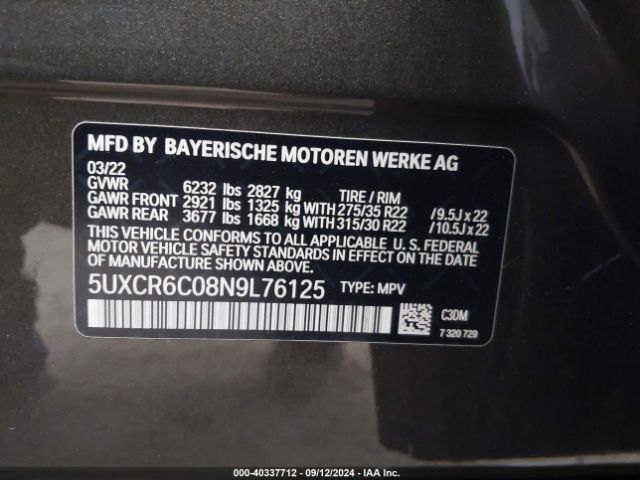 MFD BY BAYERISCHE MOTOREN WERKE AG
03/22
GVWR 6232 lbs 2827 kg TIRE / RIM
GAWR FRONT 2921 lbs 1325 kg WITH 275/35 R22 /9.5J x 22
GAWR REAR 3677 lbs 1668 kg WITH 315/30 R22 /10.5J x 22
THIS VEHICLE CONFORMS TO ALL APPLICABLE U. S. FEDERAL
MOTOR VEHICLE SAFETY STANDARDS IN EFFECT ON THE DATE
OF MANUFACTURE SHOWN ABOVE.
5UXCR6C08N9L76125 TYPE: MPV
C3DM
7 320 729
000-40337712 - 09/12/2024 - IAAI.COM